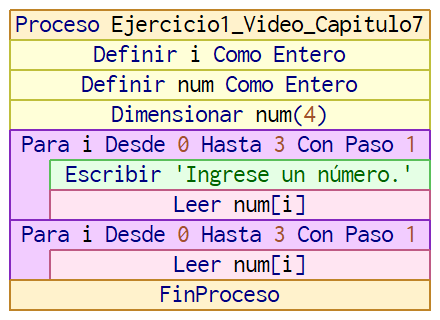 Proceso Ejercicio1_Video_Capitulo7
Definir i Como Entero
Definir num Como Entero
Dimensionar num(4)
Para i Desde 0 Hasta 3 Con Paso 1
Escribir 'Ingrese un número.'
Leer num[i]
Para i Desde 0 Hasta 3 Con Paso 1
Leer num[i]
FinProceso